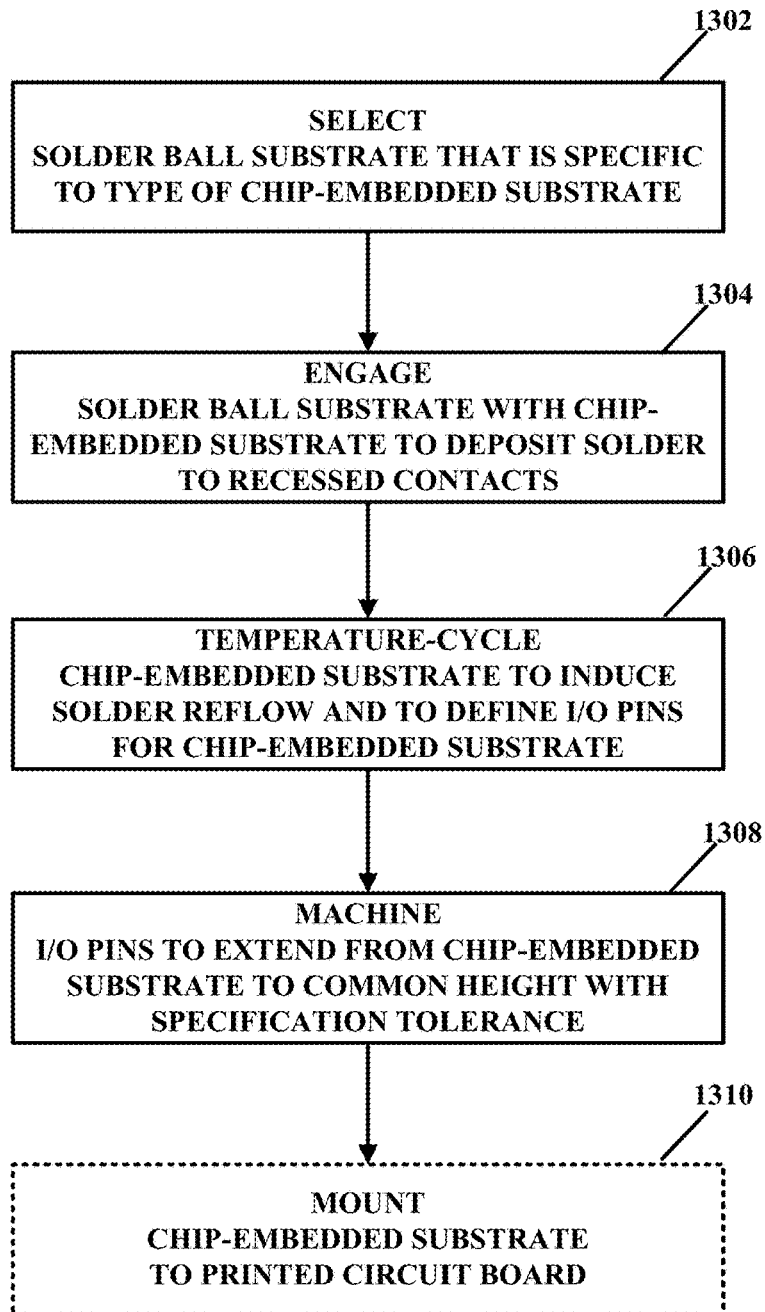 1302
SELECT
SOLDER BALL SUBSTRATE THAT IS SPECIFIC
TO TYPE OF CHIP-EMBEDDED SUBSTRATE
1304
ENGAGE
SOLDER BALL SUBSTRATE WITH CHIP-
EMBEDDED SUBSTRATE TO DEPOSIT SOLDER
TO RECESSED CONTACTS
1306
TEMPERATURE-CYCLE
CHIP-EMBEDDED SUBSTRATE TO INDUCE
SOLDER REFLOW AND TO DEFINE I/O PINS
FOR CHIP-EMBEDDED SUBSTRATE
1308
MACHINE
I/O PINS TO EXTEND FROM CHIP-EMBEDDED
SUBSTRATE TO COMMON HEIGHT WITH
SPECIFICATION TOLERANCE
1310
MOUNT
CHIP-EMBEDDED SUBSTRATE
TO PRINTED CIRCUIT BOARD